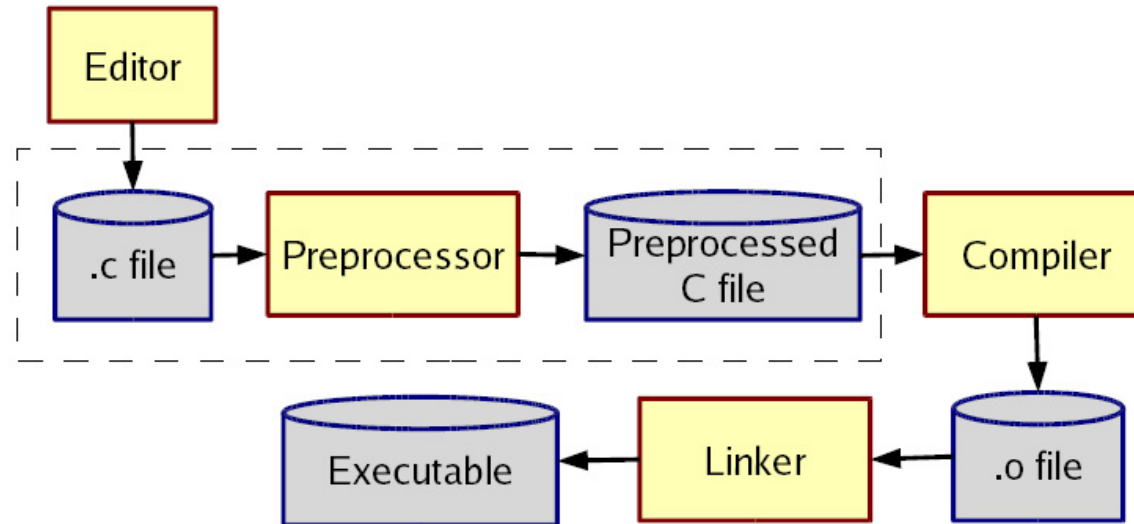 Editor
.c file
Preprocessor
Preprocessed
C file
Compiler
Executable
Linker
.o file